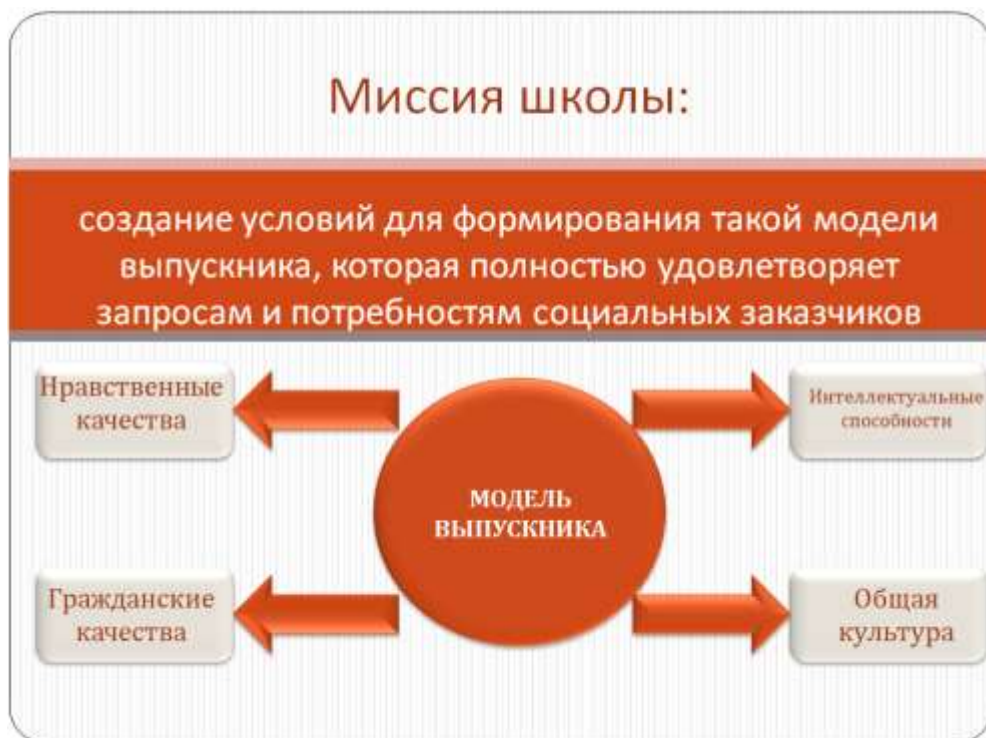 Миссия школы:
создание условий для формирования такой модели
выпускника, которая полностью удовлетворяет
запросам и потребностям социальных заказчиков
Нравственные
качества
Интеллектуальные
способности
МОДЕЛЬ
ВЫПУСКНИКА
Гражданские
качества
Общая
культура